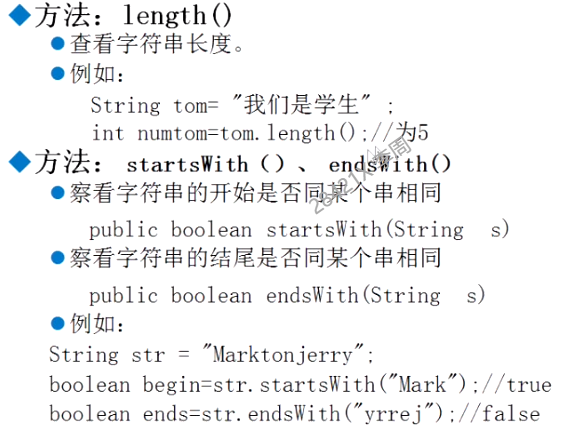 方法：length()
查看字符串长度。
例如：
String tom= "我们是学生" ;
int numtom=tom.length();//为5
方法： startsWith（）、 endsWith()
察看字符串的开始是否同某个串相同
public boolean startsWith(String s)
察看字符串的结尾是否同某个串相同
public boolean endsWith(String s)
例如：
String str = "Marktonjerry";
boolean begin=str.startsWith("Mark");//true
boolean ends=str.endsWith("yrrej");//false